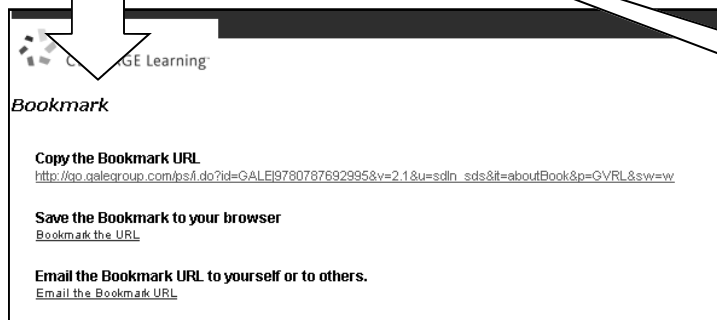 Learning
Bookmark
Copy the Bookmark URL
http://go.galegroup.com/ps/i.do?id=GALE|9780787692995&v=2.1&u=sdln_sds&it=aboutBook&p=GVRL&sw=w
Save the Bookmark to your browser
Bookmark the URL
Email the Bookmark URL to yourself or to others.
Email the Bookmark URL